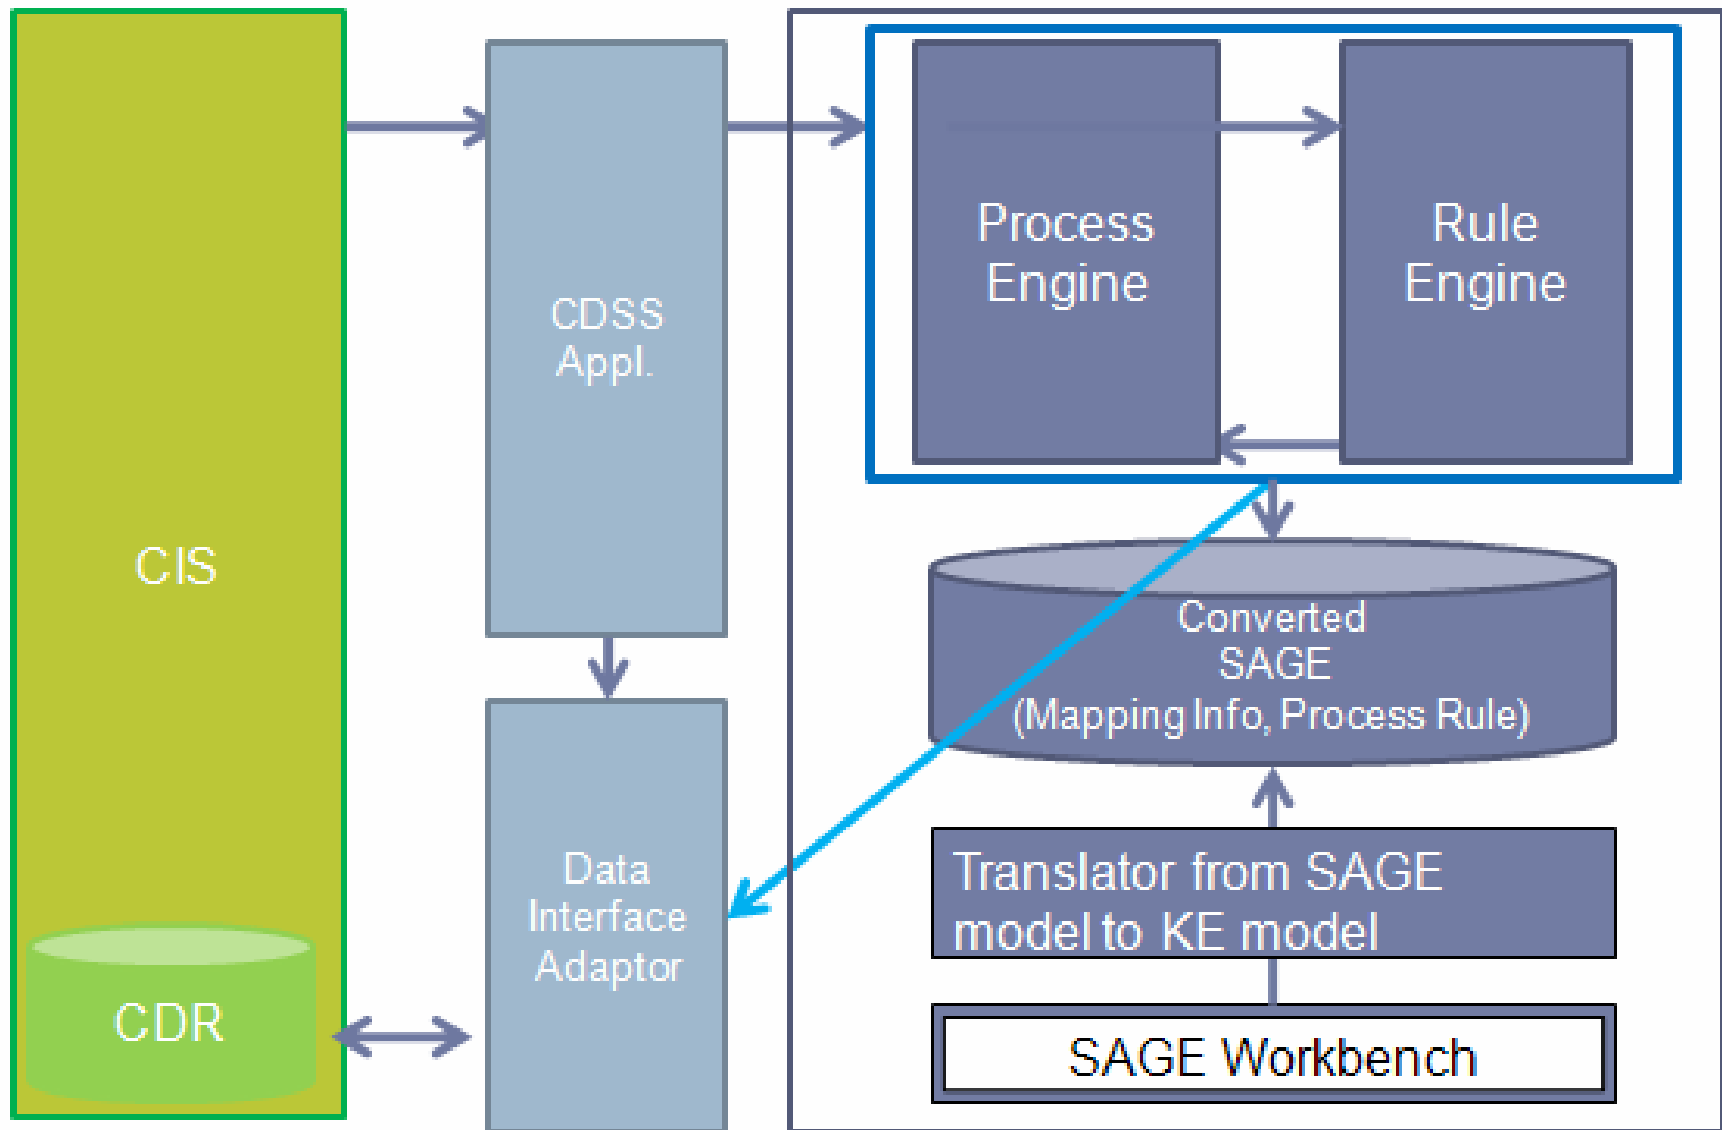 CIS
CDR
CDSS
Appl.
Data
Interface
Adaptor
Process
Engine
Rule
Engine
Converted
SAGE
(Mapping Info, Process Rule)
Translator from SAGE
model to KE model
SAGE Workbench